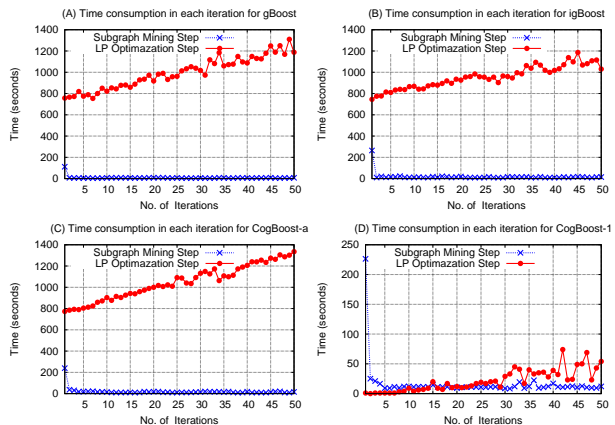 (A) Time consumption in each iteration for gBoost
1400
1200
1000
800
600
400
200
0
Time (seconds)
Subgraph Mining Step
LP Optimazation Step
5 10 15 20 25 30 35 40 45 50
No. of Iterations
(B) Time consumption in each iteration for igBoost
1400
1200
1000
800
600
400
200
0
Time (seconds)
Subgraph Mining Step
LP Optimazation Step
5 10 15 20 25 30 35 40 45 50
No. of Iterations
(C) Time consumption in each iteration for CogBoost-a
1400
1200
1000
800
600
400
200
0
Time (seconds)
Subgraph Mining Step
LP Optimazation Step
5 10 15 20 25 30 35 40 45 50
No. of Iterations
(D) Time consumption in each iteration for CogBoost-1
250
200
150
100
50
0
Time (seconds)
Subgraph Mining Step
LP Optimazation Step
5 10 15 20 25 30 35 40 45 50
No. of Iterations